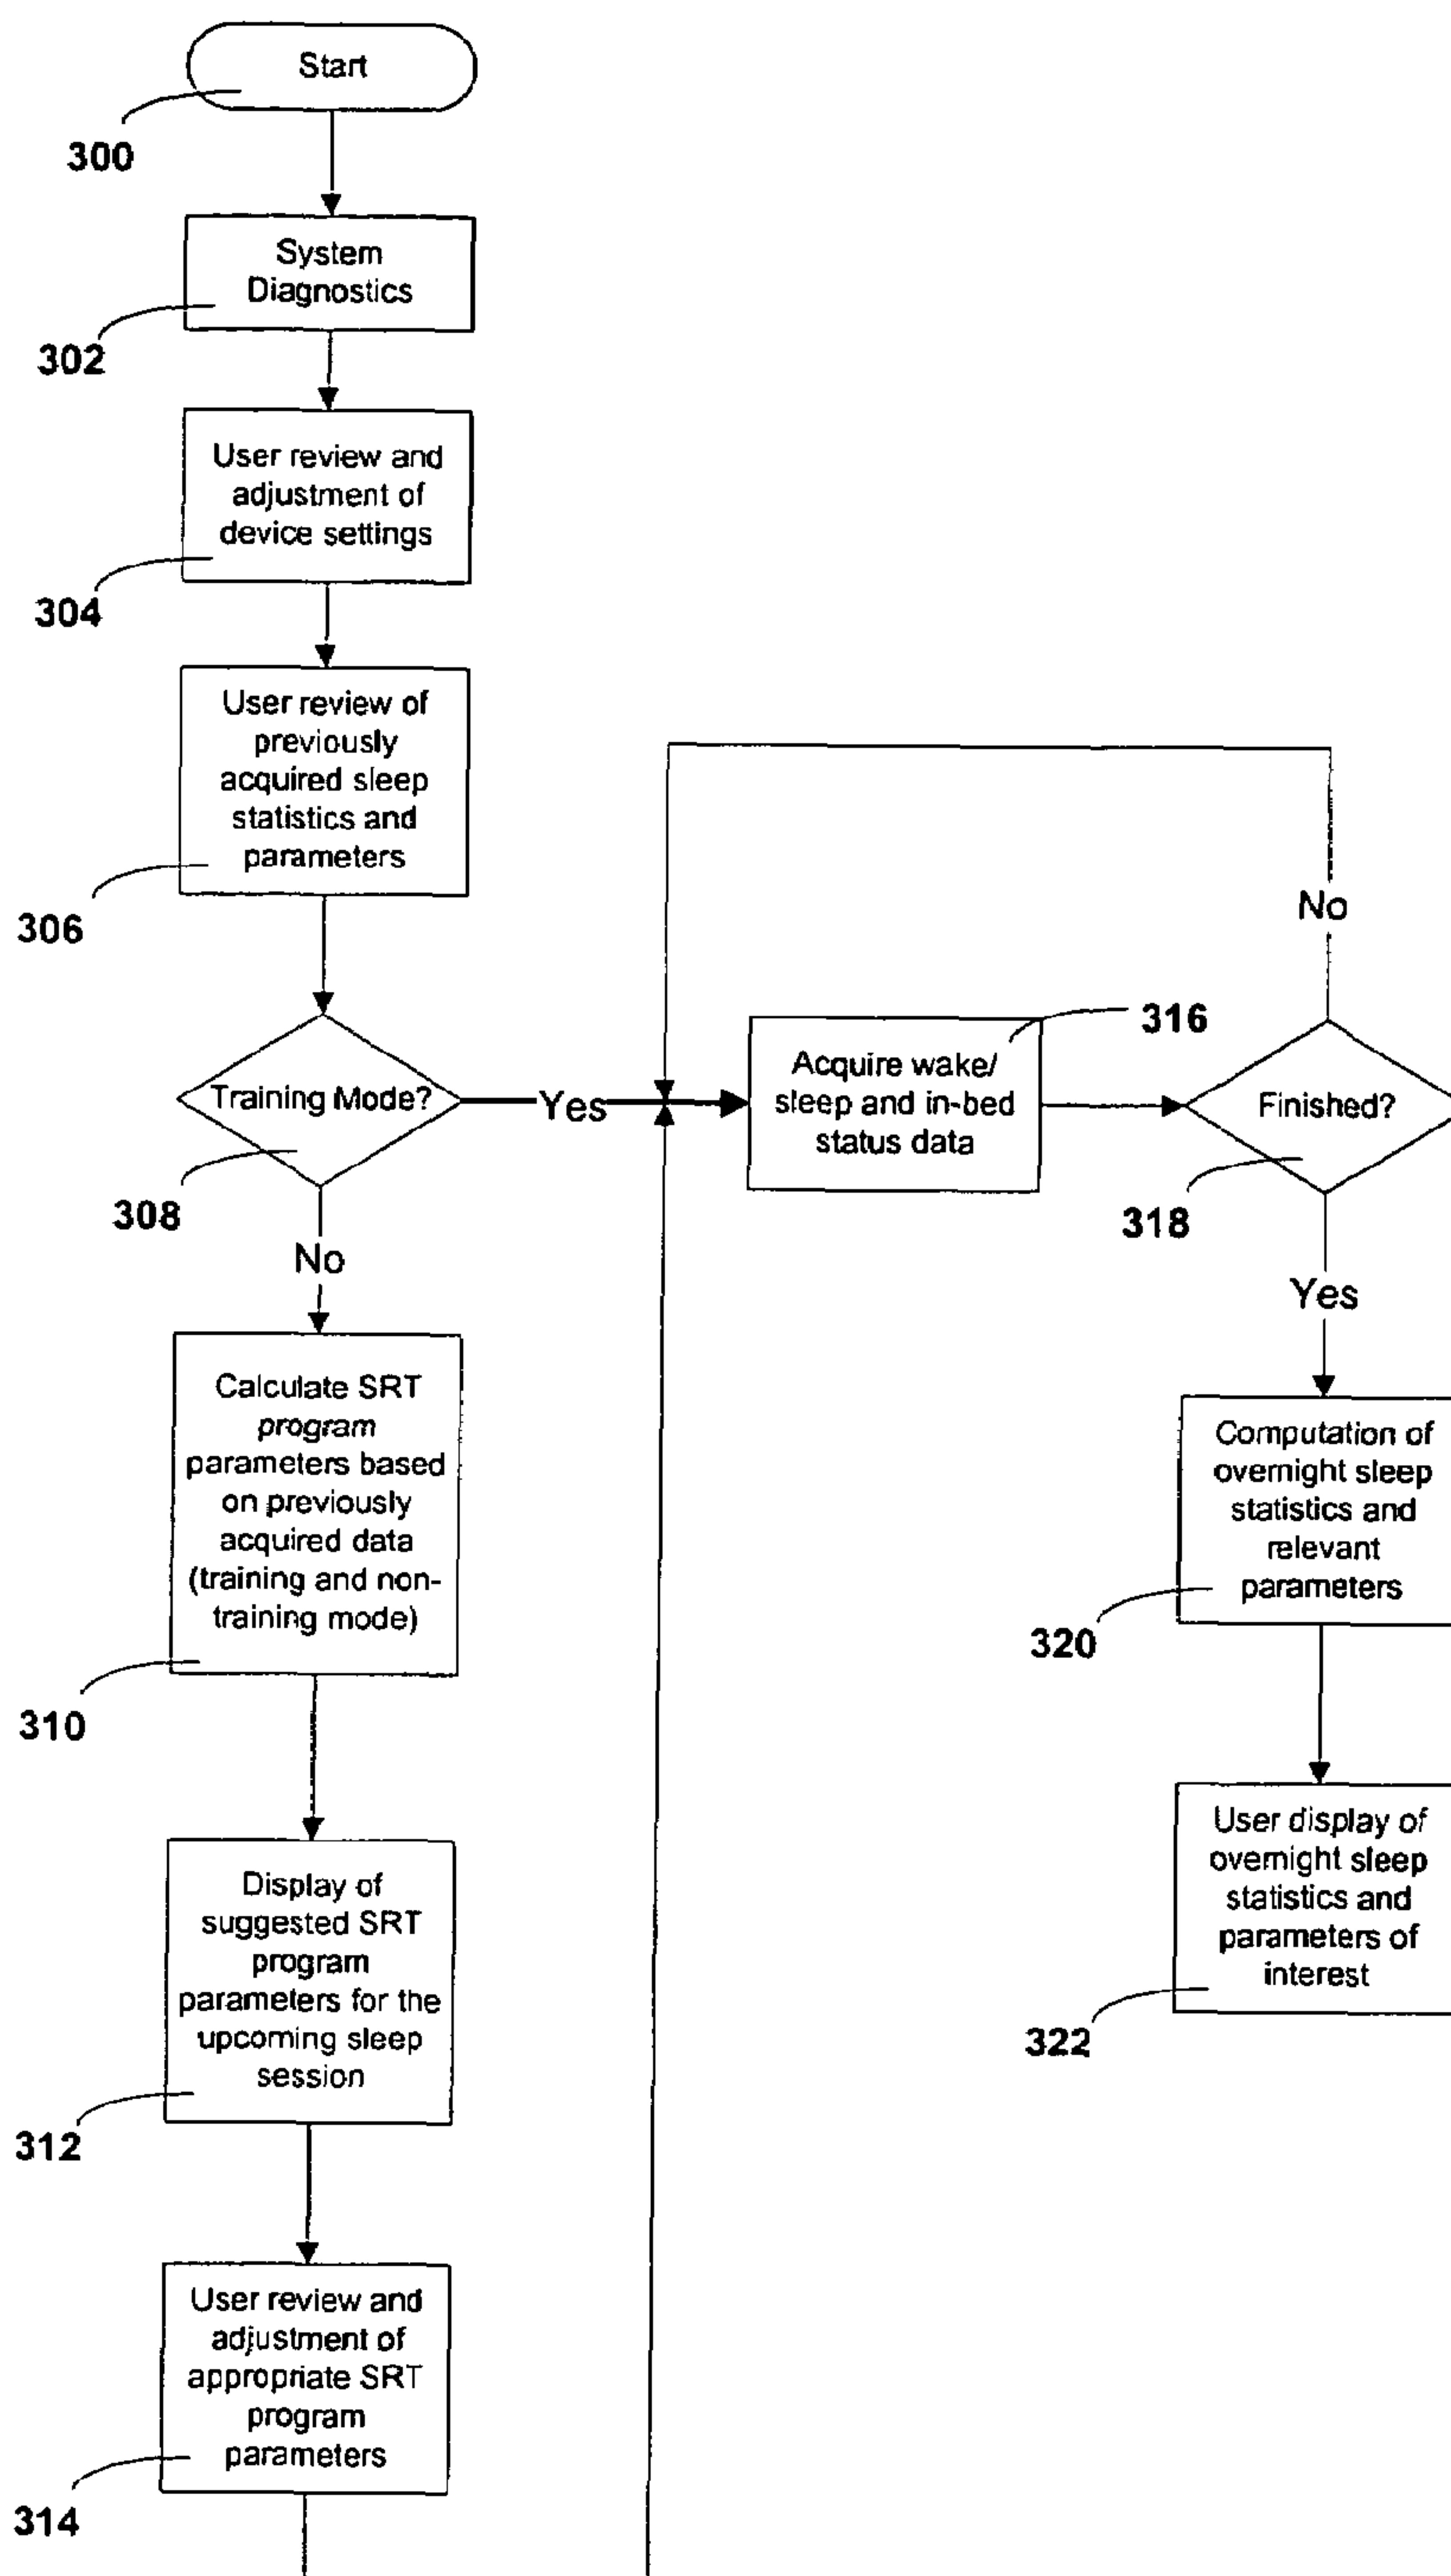 Start
300
System
Diagnostics
302
User review and
adjustment of
device settings
304
User review of
previously
acquired sleep
statistics and
parameters
306
Training Mode?
308
Yes
No
Calculate SRT
program
parameters based
on previously
acquired data
(training and non-
training mode)
310
Display of
suggested SRT
program
parameters for the
upcoming sleep
session
312
User review and
adjustment of
appropriate SRT
program
parameters
314
Acquire wake/
sleep and in-bed
status data
316
Finished?
318
No
Yes
Computation of
overnight sleep
statistics and
relevant
parameters
320
User display of
overnight sleep
statistics and
parameters of
interest
322